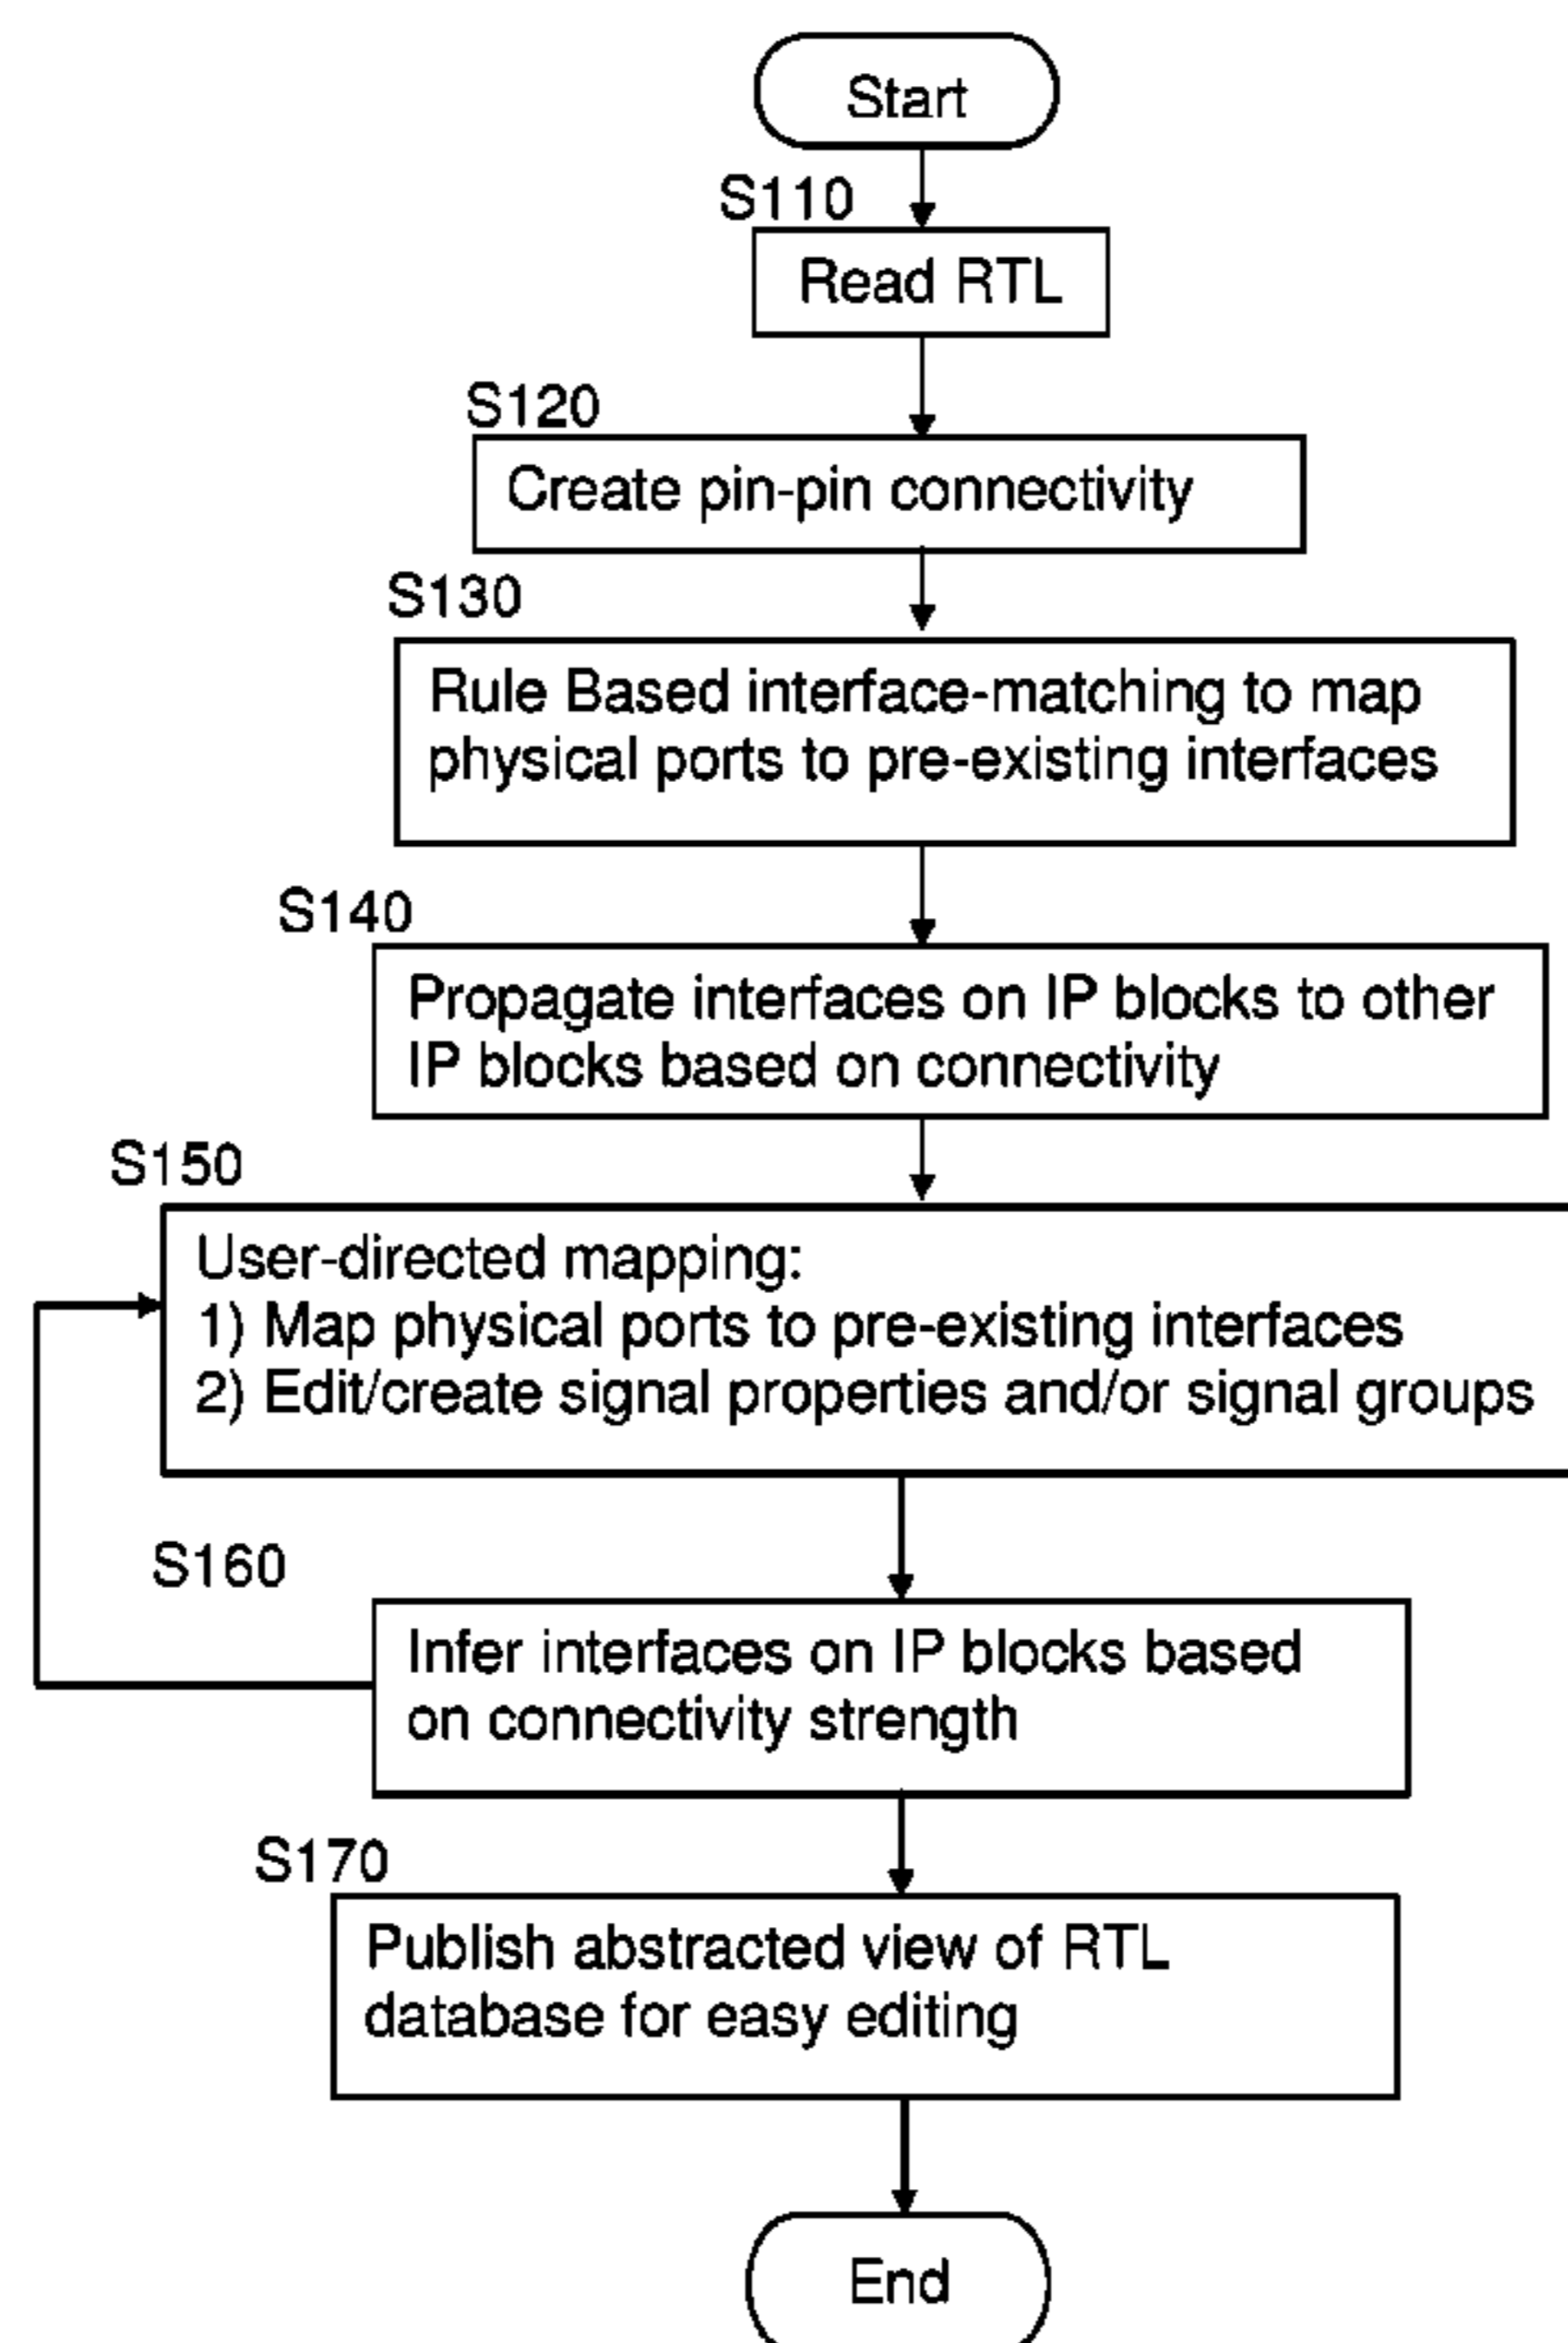 Start
S110
Read RTL
S120
Create pin-pin connectivity
S130
Rule Based interface-matching to map
physical ports to pre-existing interfaces
S140
Propagate interfaces on IP blocks to other
IP blocks based on connectivity
S150
User-directed mapping:
1) Map physical ports to pre-existing interfaces
2) Edit/create signal properties and/or signal groups
S160
Infer interfaces on IP blocks based
on connectivity strength
S170
Publish abstracted view of RTL
database for easy editing
End